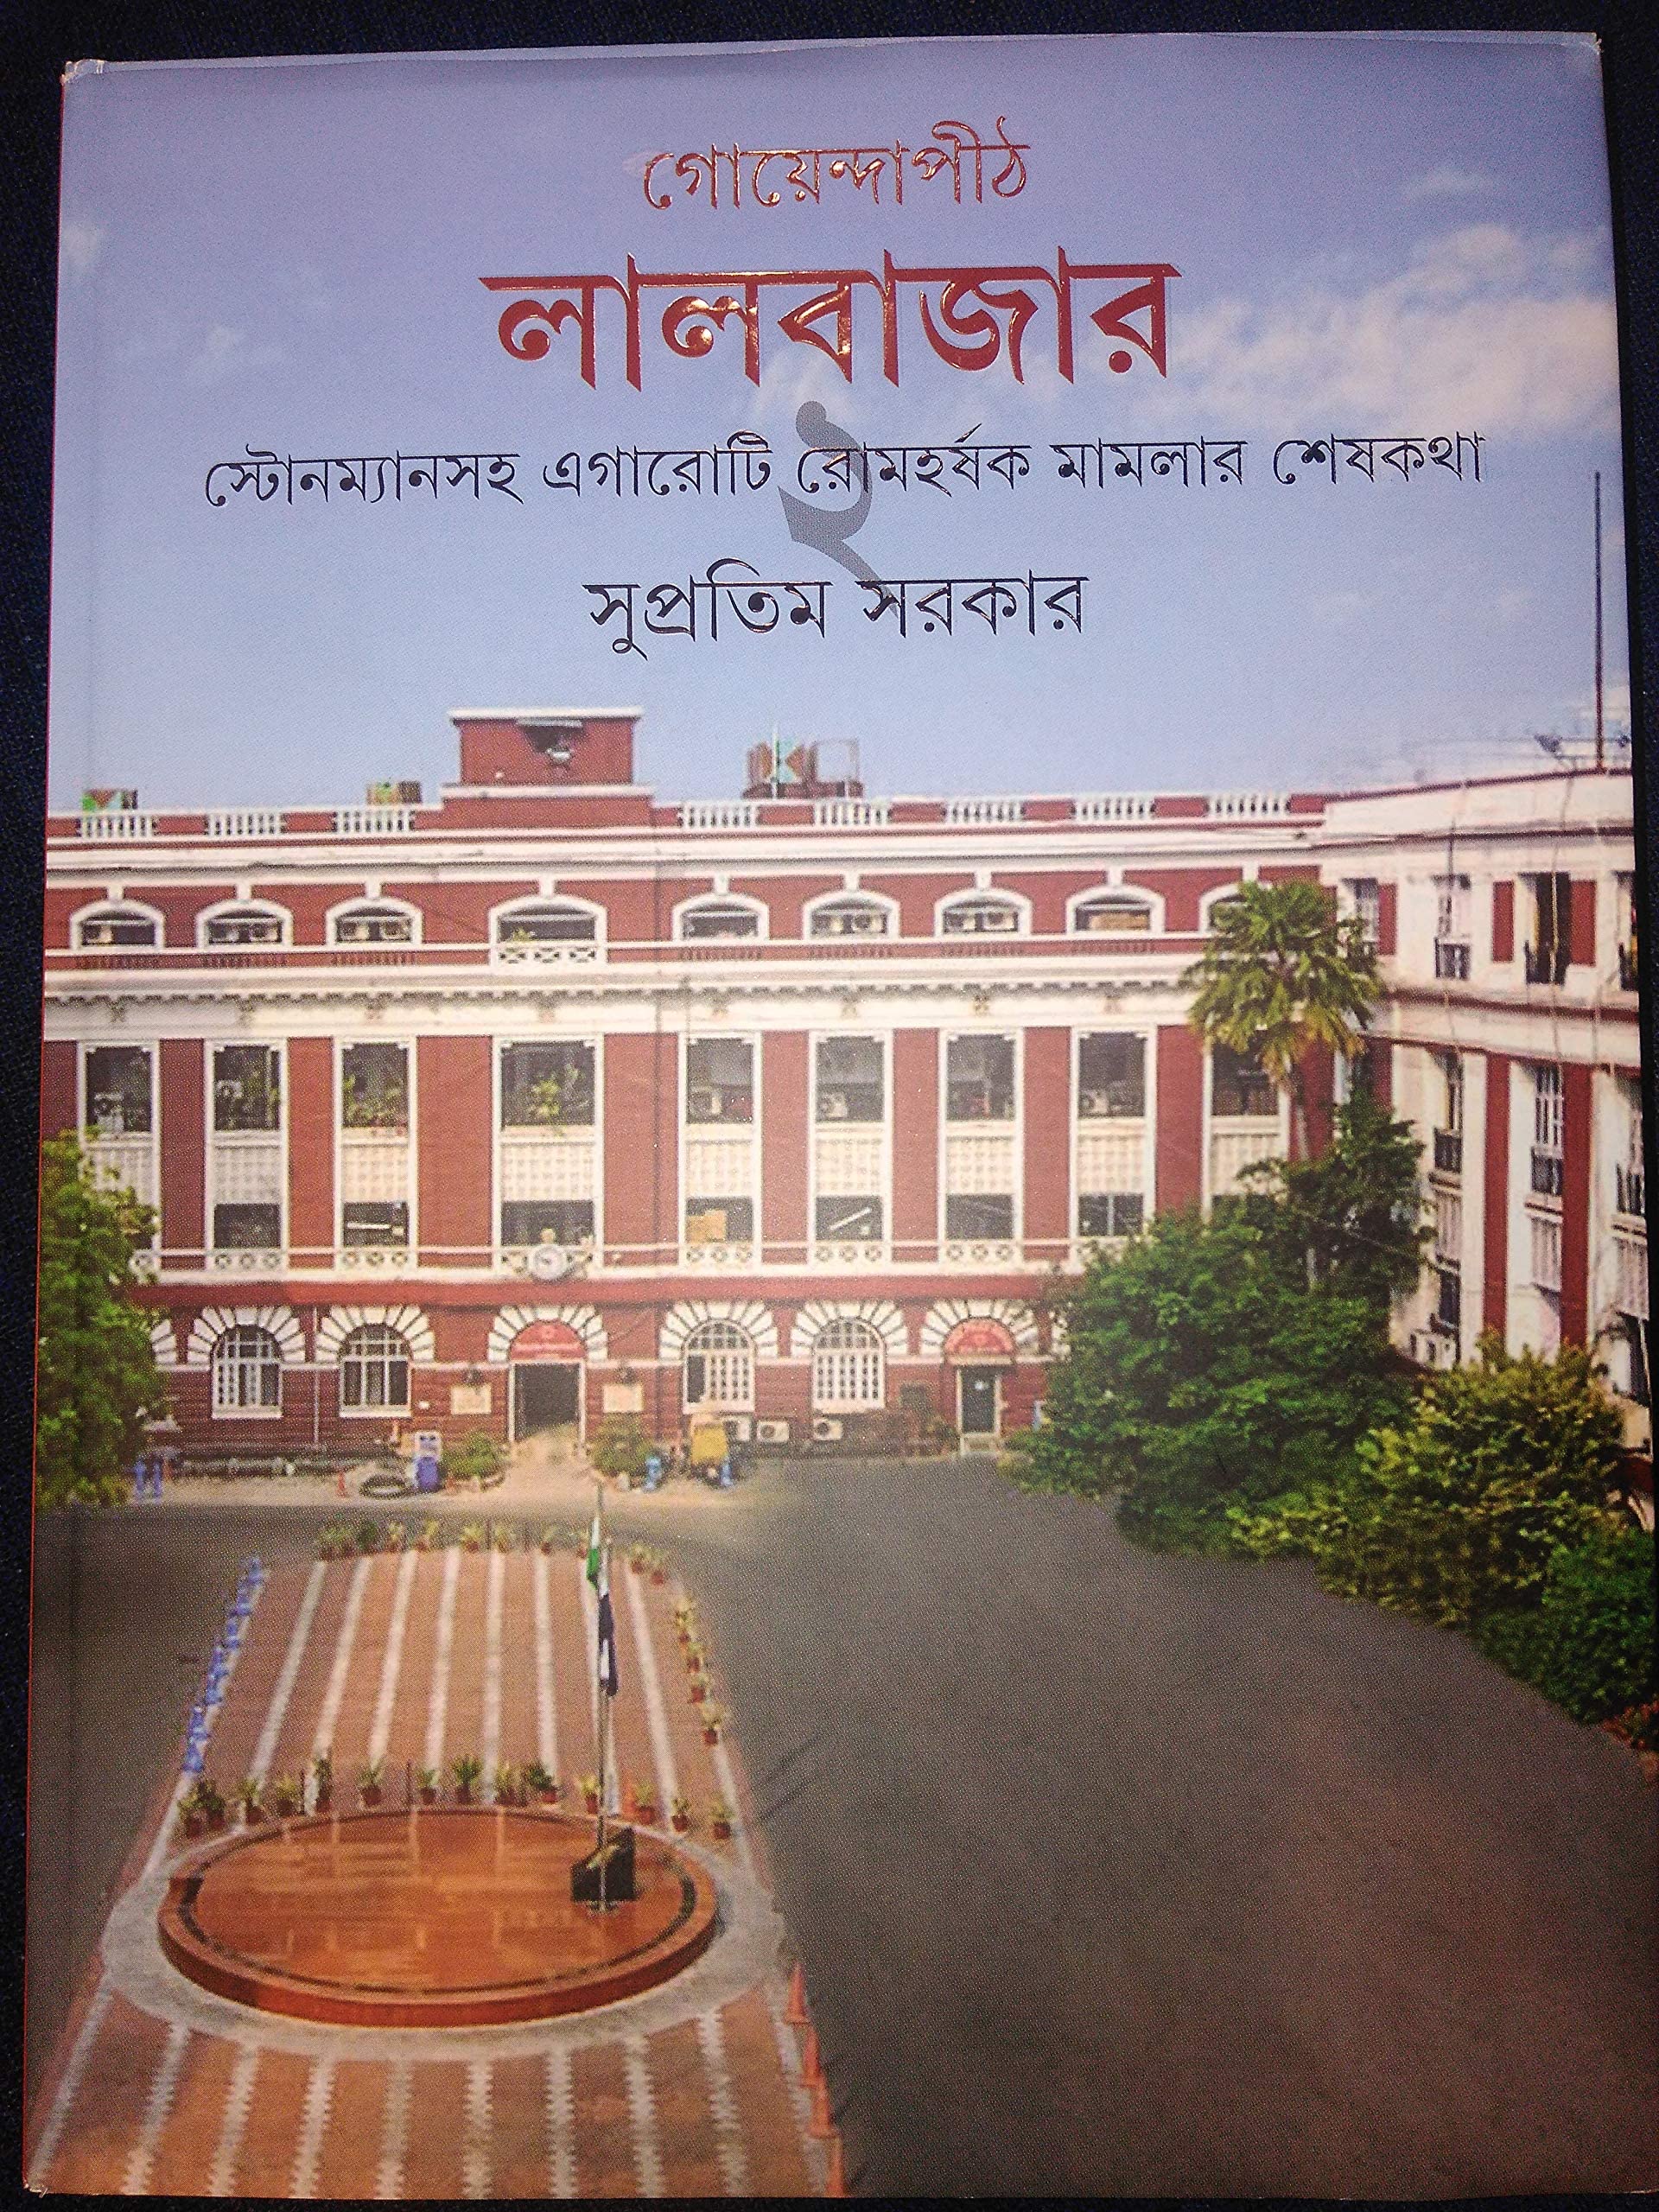 গোয়েন্দাপীঠ
লালবাজার
২
স্টোনম্যানসহ এগারোটি রোমহর্ষক মামলার শেষকথা
সুপ্রতিম সরকার